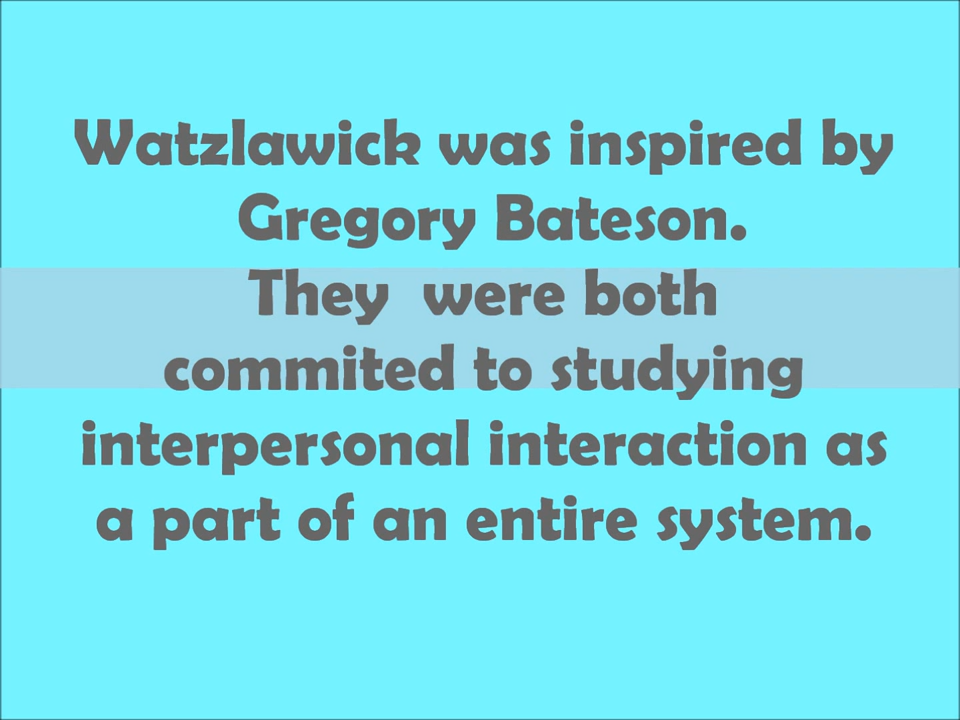 Watzlawick was inspired by
Gregory Bateson.
They were both
commited to studying
interpersonal interaction as
a part of an entire system.